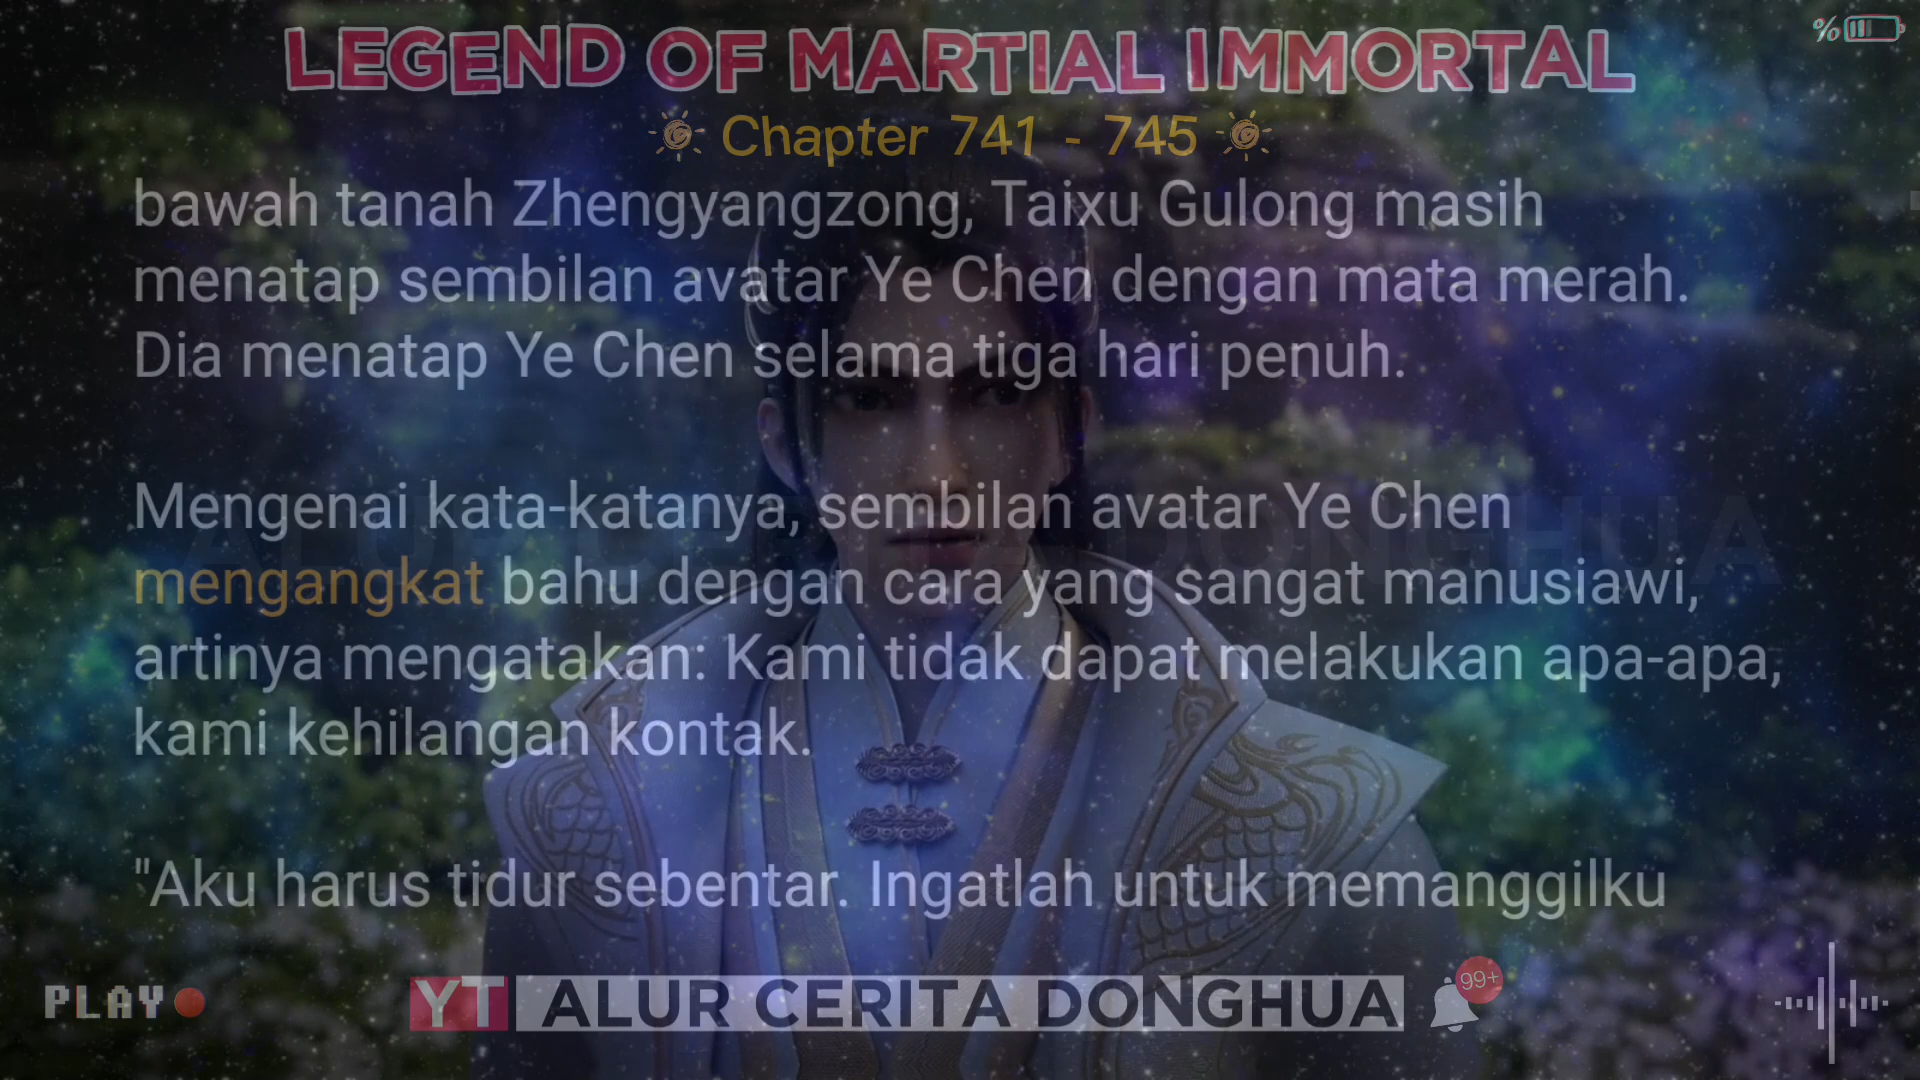 LEGEND OF MARTIAL IMMORTAL
%
Chapter 741 - 745
bawah tanah Zhengyangzong, Taixu Gulong masih
menatap sembilan avatar Ye Chen dengan mata merah.
Dia menatap Ye Chen selama tiga hari penuh.
Mengenai kata-katanya, sembilan avatar Ye Chen
mengangkat bahu dengan cara yang sangat manusiawi,
artinya mengatakan: Kami tidak dapat melakukan apa-apa,
kami kehilangan kontak.
ALUR CERITA DONGHUA
"Aku harus tidur sebentar. Ingatlah untuk memanggilku
PLAY
YT ALUR CERITA DONGHUA
99+